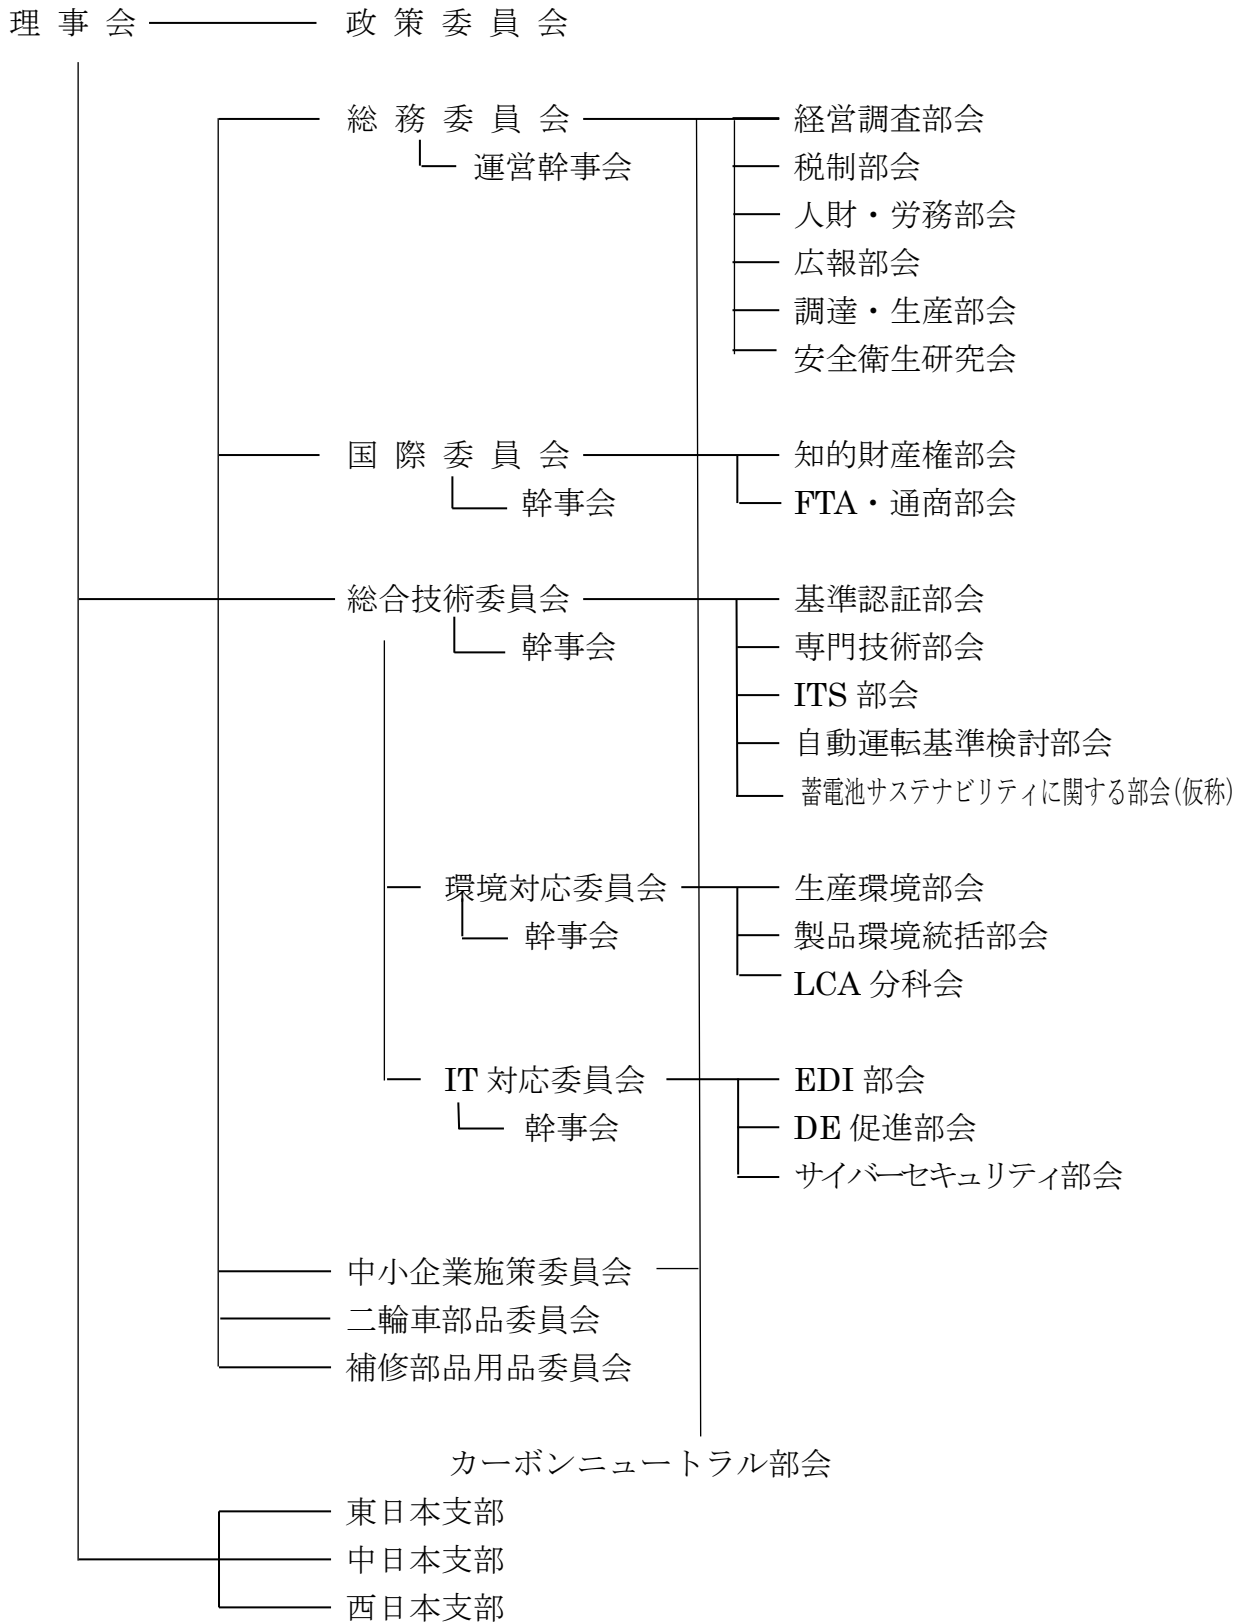 理事会 政策委員会
総務委員会 経営調査部会
運営幹事会 税制部会
人財・労務部会
広報部会
調達・生産部会
安全衛生研究会
国際委員会 知的財産権部会
幹事会 FTA・通商部会
総合技術委員会 基準認証部会
幹事会 専門技術部会
ITS 部会
自動運転基準検討部会
蓄電池サステナビリティに関する部会(仮称)
環境対応委員会 生産環境部会
幹事会 製品環境統括部会
LCA 分科会
IT 対応委員会 EDI 部会
幹事会 DE 促進部会
サイバーセキュリティ部会
中小企業施策委員会
二輪車部品委員会
補修部品用品委員会
カーボンニュートラル部会
東日本支部
中日本支部
西日本支部